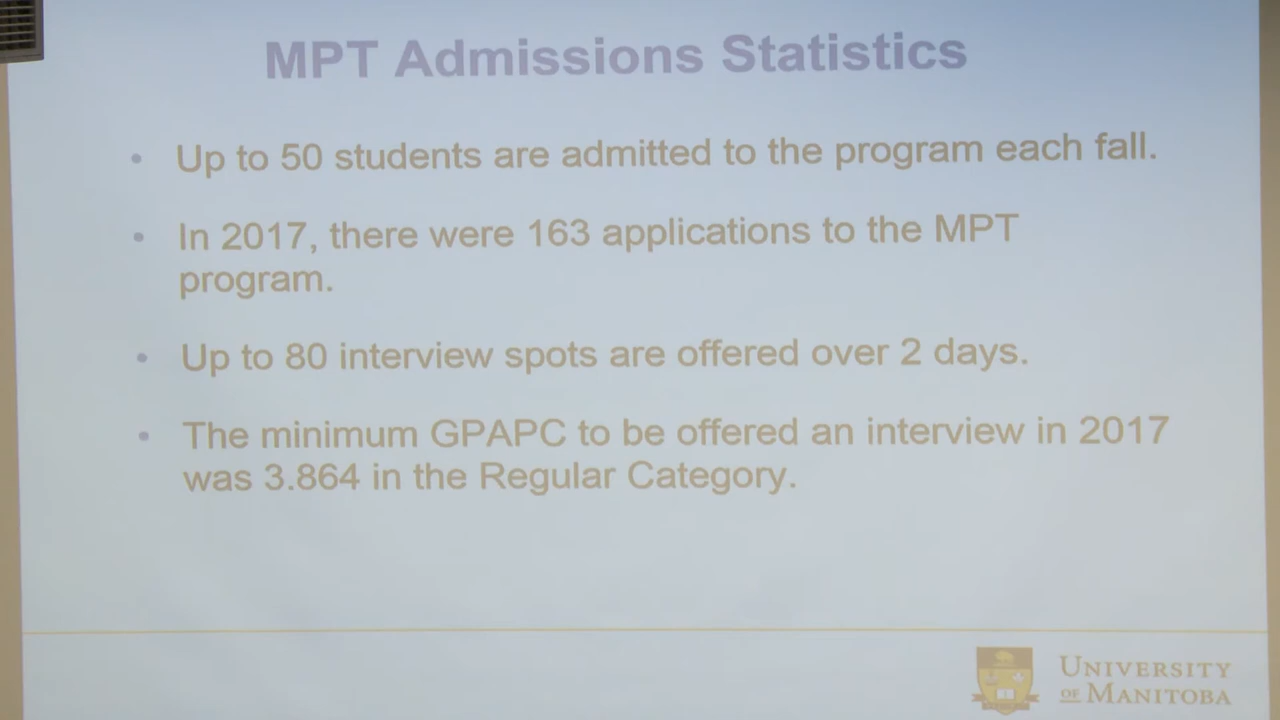 MPT Admissions Statistics
• Up to 50 students are admitted to the program each fall.
• In 2017, there were 163 applications to the MPT
program.
• Up to 80 interview spots are offered over 2 days.
• The minimum GPAPC to be offered an interview in 2017
was 3.864 in the Regular Category.
UNIVERSITY
OF MANITOBA